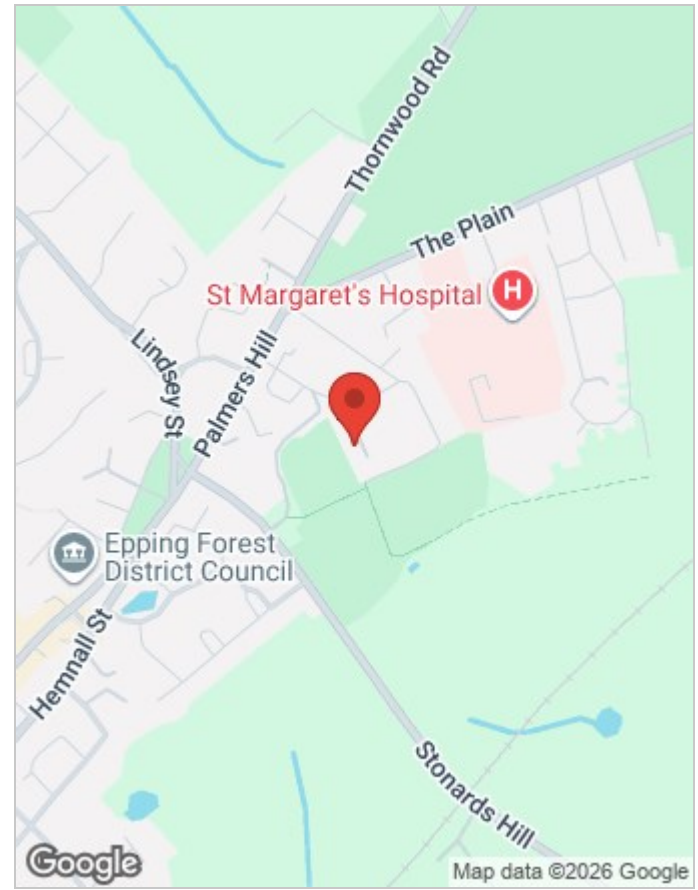 Thornwood Rd
The Plain
St Margaret's Hospital
H
Lindsey St
Palmers Hill
Epping Forest
District Council
Hemnall St
Stonards Hill
Google
Map data ©2026 Google